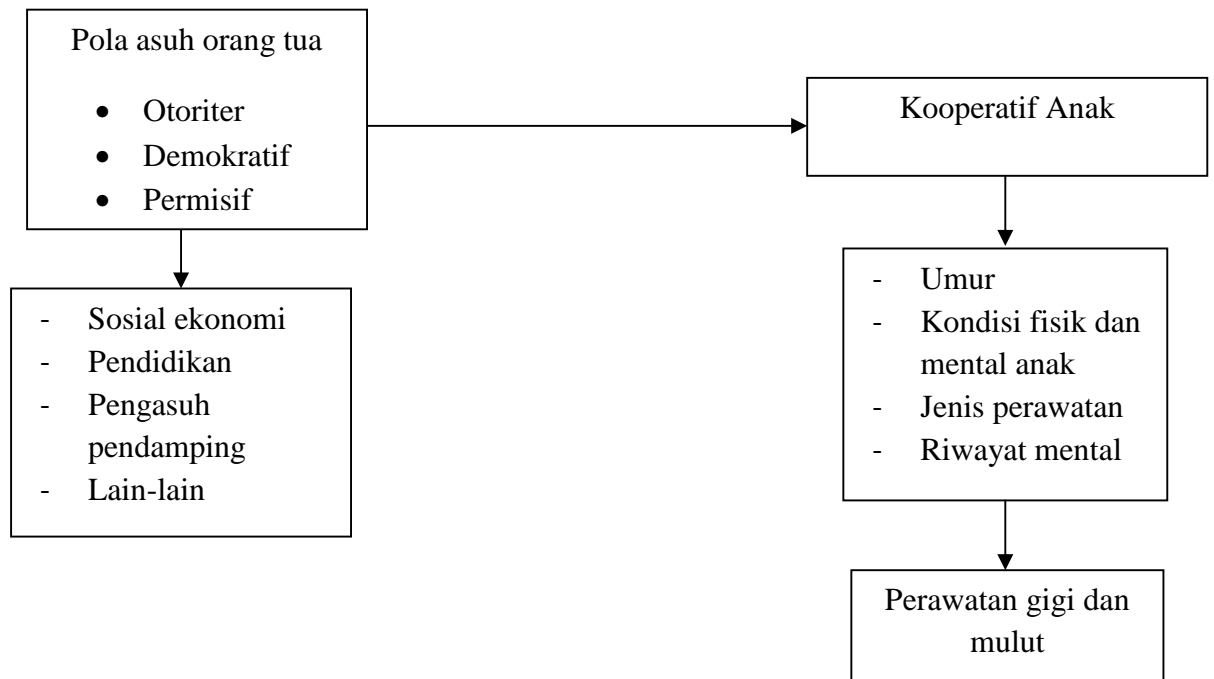 Pola asuh orang tua
• Otoriter
• Demokratif
• Permisif
Kooperatif Anak
- Sosial ekonomi
- Pendidikan
- Pengasuh
pendamping
- Lain-lain
- Umur
- Kondisi fisik dan
mental anak
- Jenis perawatan
- Riwayat mental
Perawatan gigi dan
mulut